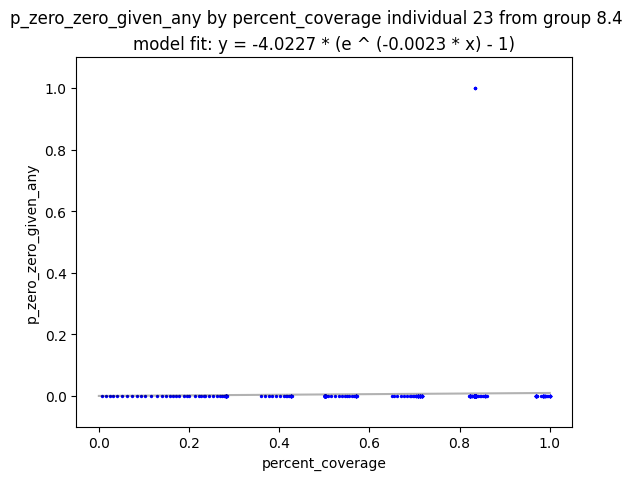 p_zero_zero_given_any by percent_coverage individual 23 from group 8.4
model fit: y = -4.0227 * (e ^ (-0.0023 * x) - 1)
1.0
0.8
0.6
0.4
0.2
0.0
p_zero_zero_given_any
0.0 0.2 0.4 0.6 0.8 1.0
percent_coverage